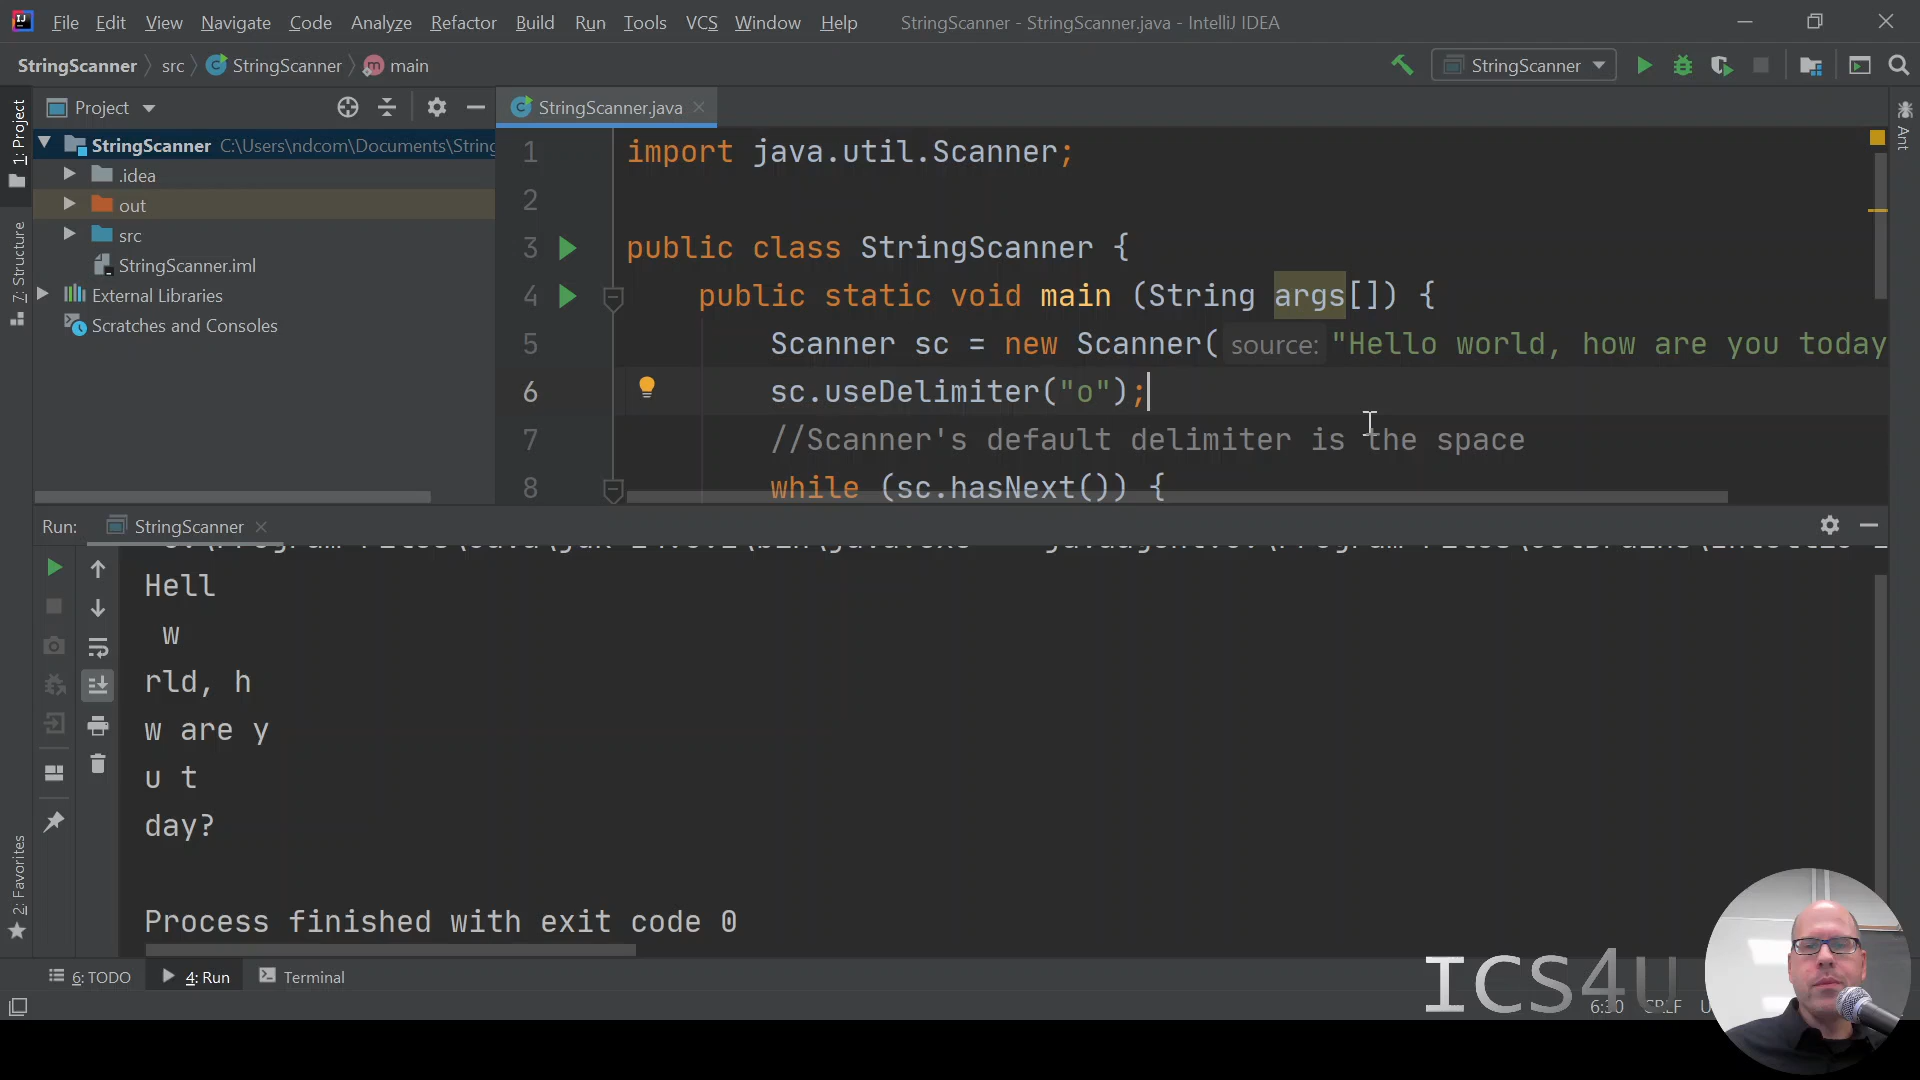 File Edit View Navigate Code Analyze Refactor Build Run Tools VCS Window Help StringScanner - StringScanner.java - IntelliJ IDEA
StringScanner src StringScanner main StringScanner
1: Project
Project
StringScanner.java
Ant
StringScanner C:\Users\ndcom\Documents\String
.idea
out
src
StringScanner.iml
External Libraries
Scratches and Consoles
7: Structure
1 import java.util.Scanner;
2
3 public class StringScanner {
4 public static void main (String args[]) {
5 Scanner sc = new Scanner( source: "Hello world, how are you today
6 sc.useDelimiter("o");
7 //Scanner's default delimiter is the space
8 while (sc.hasNext()) {
Run: StringScanner
Hell
w
rld, h
w are y
u t
day?
Process finished with exit code 0
2: Favorites
6: TODO 4: Run Terminal
ICS4U
6:30 CRLF